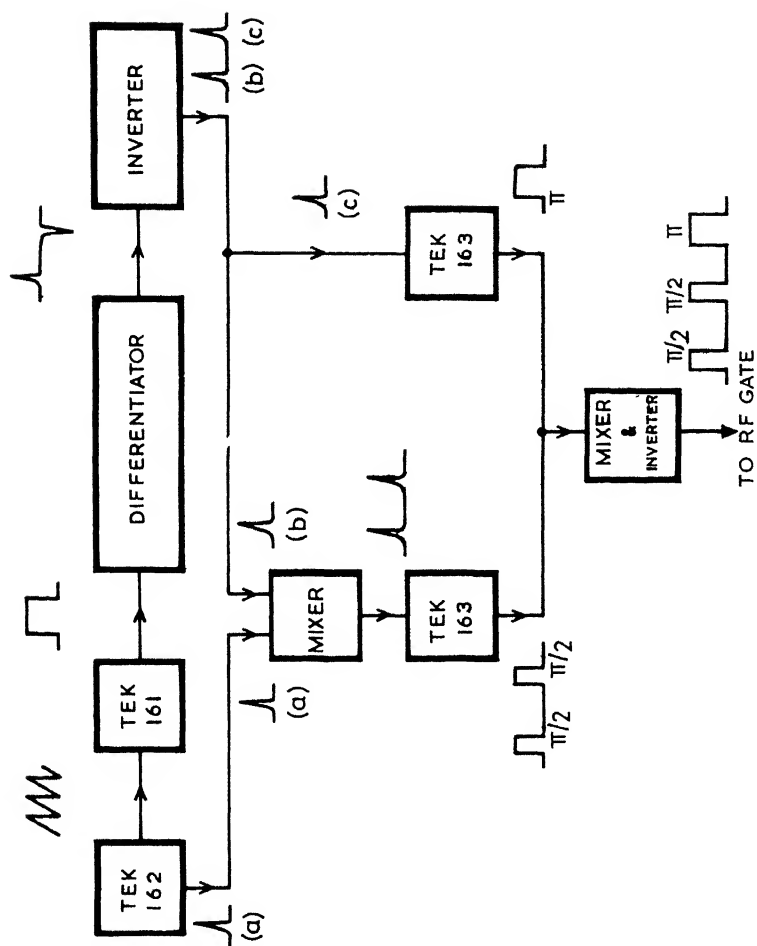 TEK
162
TEK
161
DIFFERENTIATOR
INVERTER
(a)
(b)
(c)
(a)
(b)
(c)
MIXER
TEK
163
TEK
163
π/2
π/2
π
MIXER
&
INVERTER
π/2
π/2
π
TO RF GATE